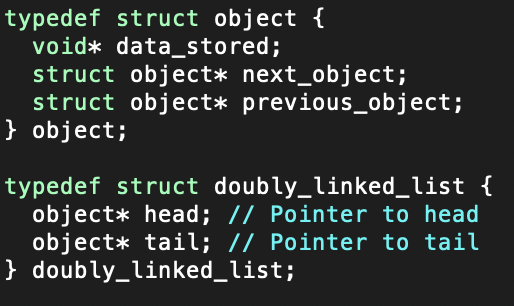 typedef struct object {
  void* data_stored;
  struct object* next_object;
  struct object* previous_object;
} object;

typedef struct doubly_linked_list {
  object* head; // Pointer to head
  object* tail; // Pointer to tail
} doubly_linked_list;